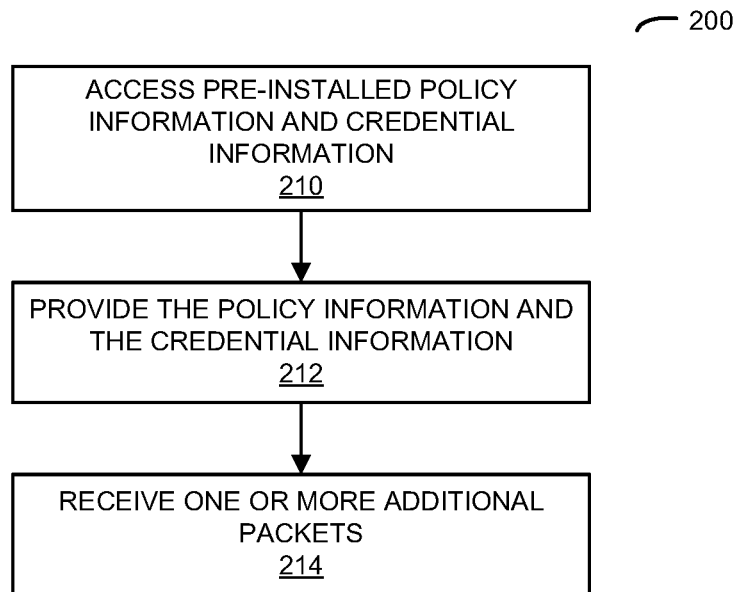 200
ACCESS PRE-INSTALLED POLICY
INFORMATION AND CREDENTIAL
INFORMATION
210
PROVIDE THE POLICY INFORMATION AND
THE CREDENTIAL INFORMATION
212
RECEIVE ONE OR MORE ADDITIONAL
PACKETS
214